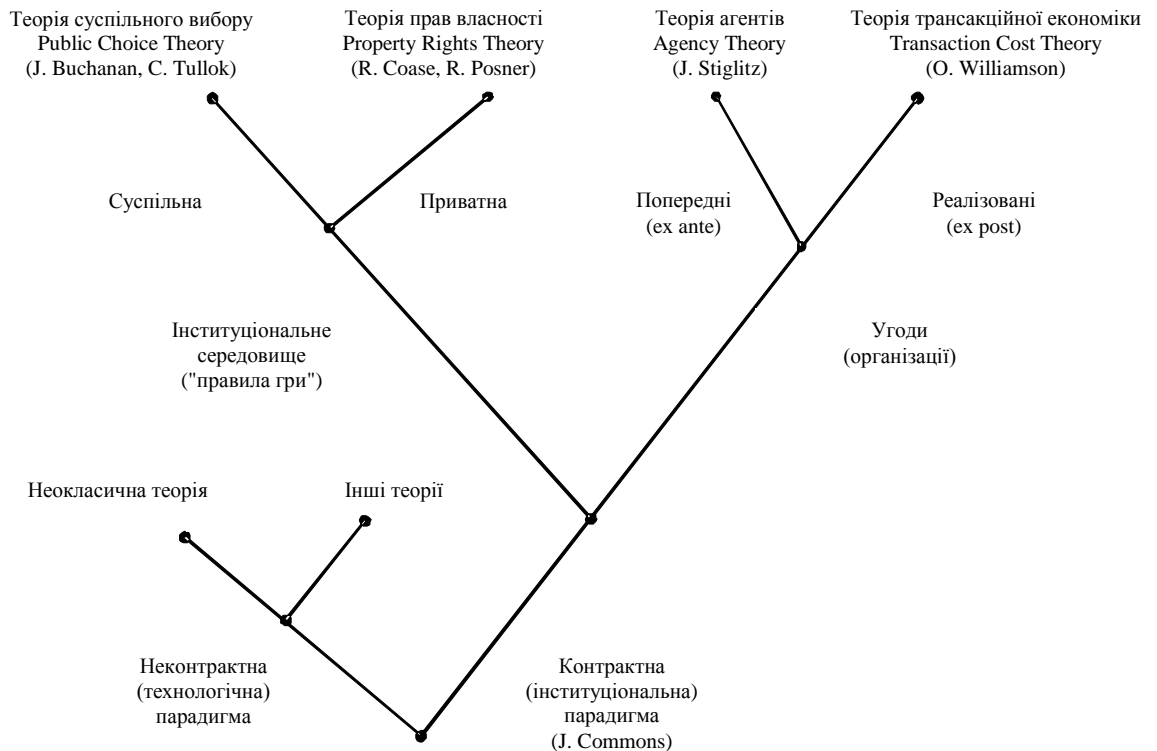 Теорія суспільного вибору
Public Choice Theory
(J. Buchanan, C. Tullok)
Теорія прав власності
Property Rights Theory
(R. Coase, R. Posner)
Теорія агентів
Agency Theory
(J. Stiglitz)
Теорія трансакційної економіки
Transaction Cost Theory
(O. Williamson)
Суспільна
Приватна
Попередні
(ex ante)
Реалізовані
(ex post)
Інституціональне
середовище
("правила гри")
Угоди
(організації)
Неокласична теорія
Інші теорії
Неконтрактна
(технологічна)
парадигма
Контрактна
(інституціональна)
парадигма
(J. Commons)